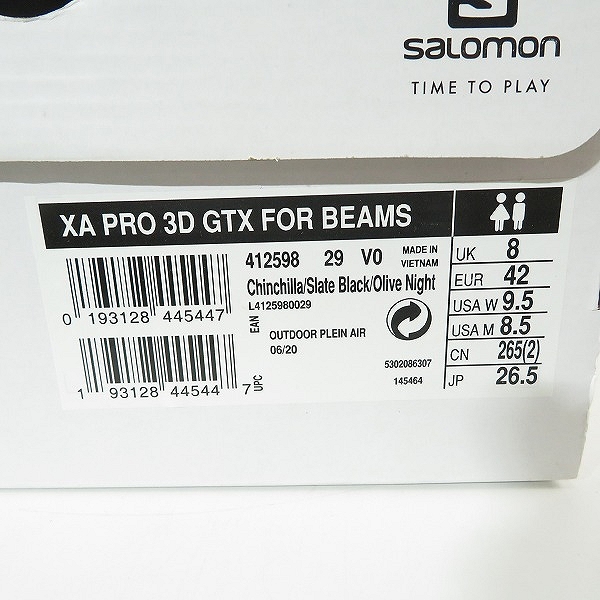 SALOMON
TIME TO PLAY
XA PRO 3D GTX FOR BEAMS
412598 29 V0 MADE IN VIETNAM
Chinchilla/Slate Black/Olive Night
L4125980029
0 193128 445447 EAN
OUTDOOR PLEIN AIR
06/20
5302086307
145464
1 93128 44544 7 UPC
UK 8
EUR 42
USA W 9.5
USA M 8.5
CN 265(2)
JP 26.5